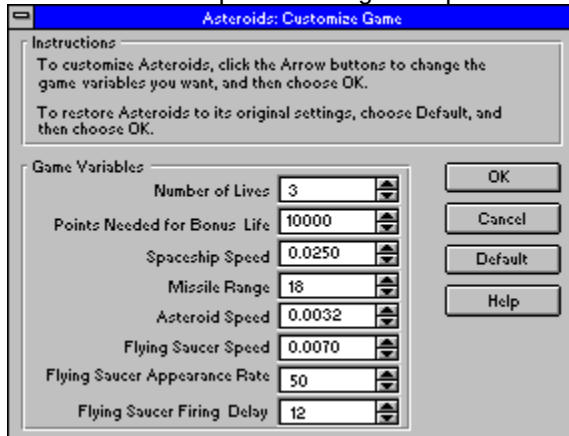 Asteroids: Customize Game
Instructions
To customize Asteroids, click the Arrow buttons to change the
game variables you want, and then choose OK.
To restore Asteroids to its original settings, choose Default, and
then choose OK.
Game Variables
Number of Lives 3
Points Needed for Bonus Life 10000
Spaceship Speed 0.0250
Missile Range 18
Asteroid Speed 0.0032
Flying Saucer Speed 0.0070
Flying Saucer Appearance Rate 50
Flying Saucer Firing Delay 12
OK
Cancel
Default
Help